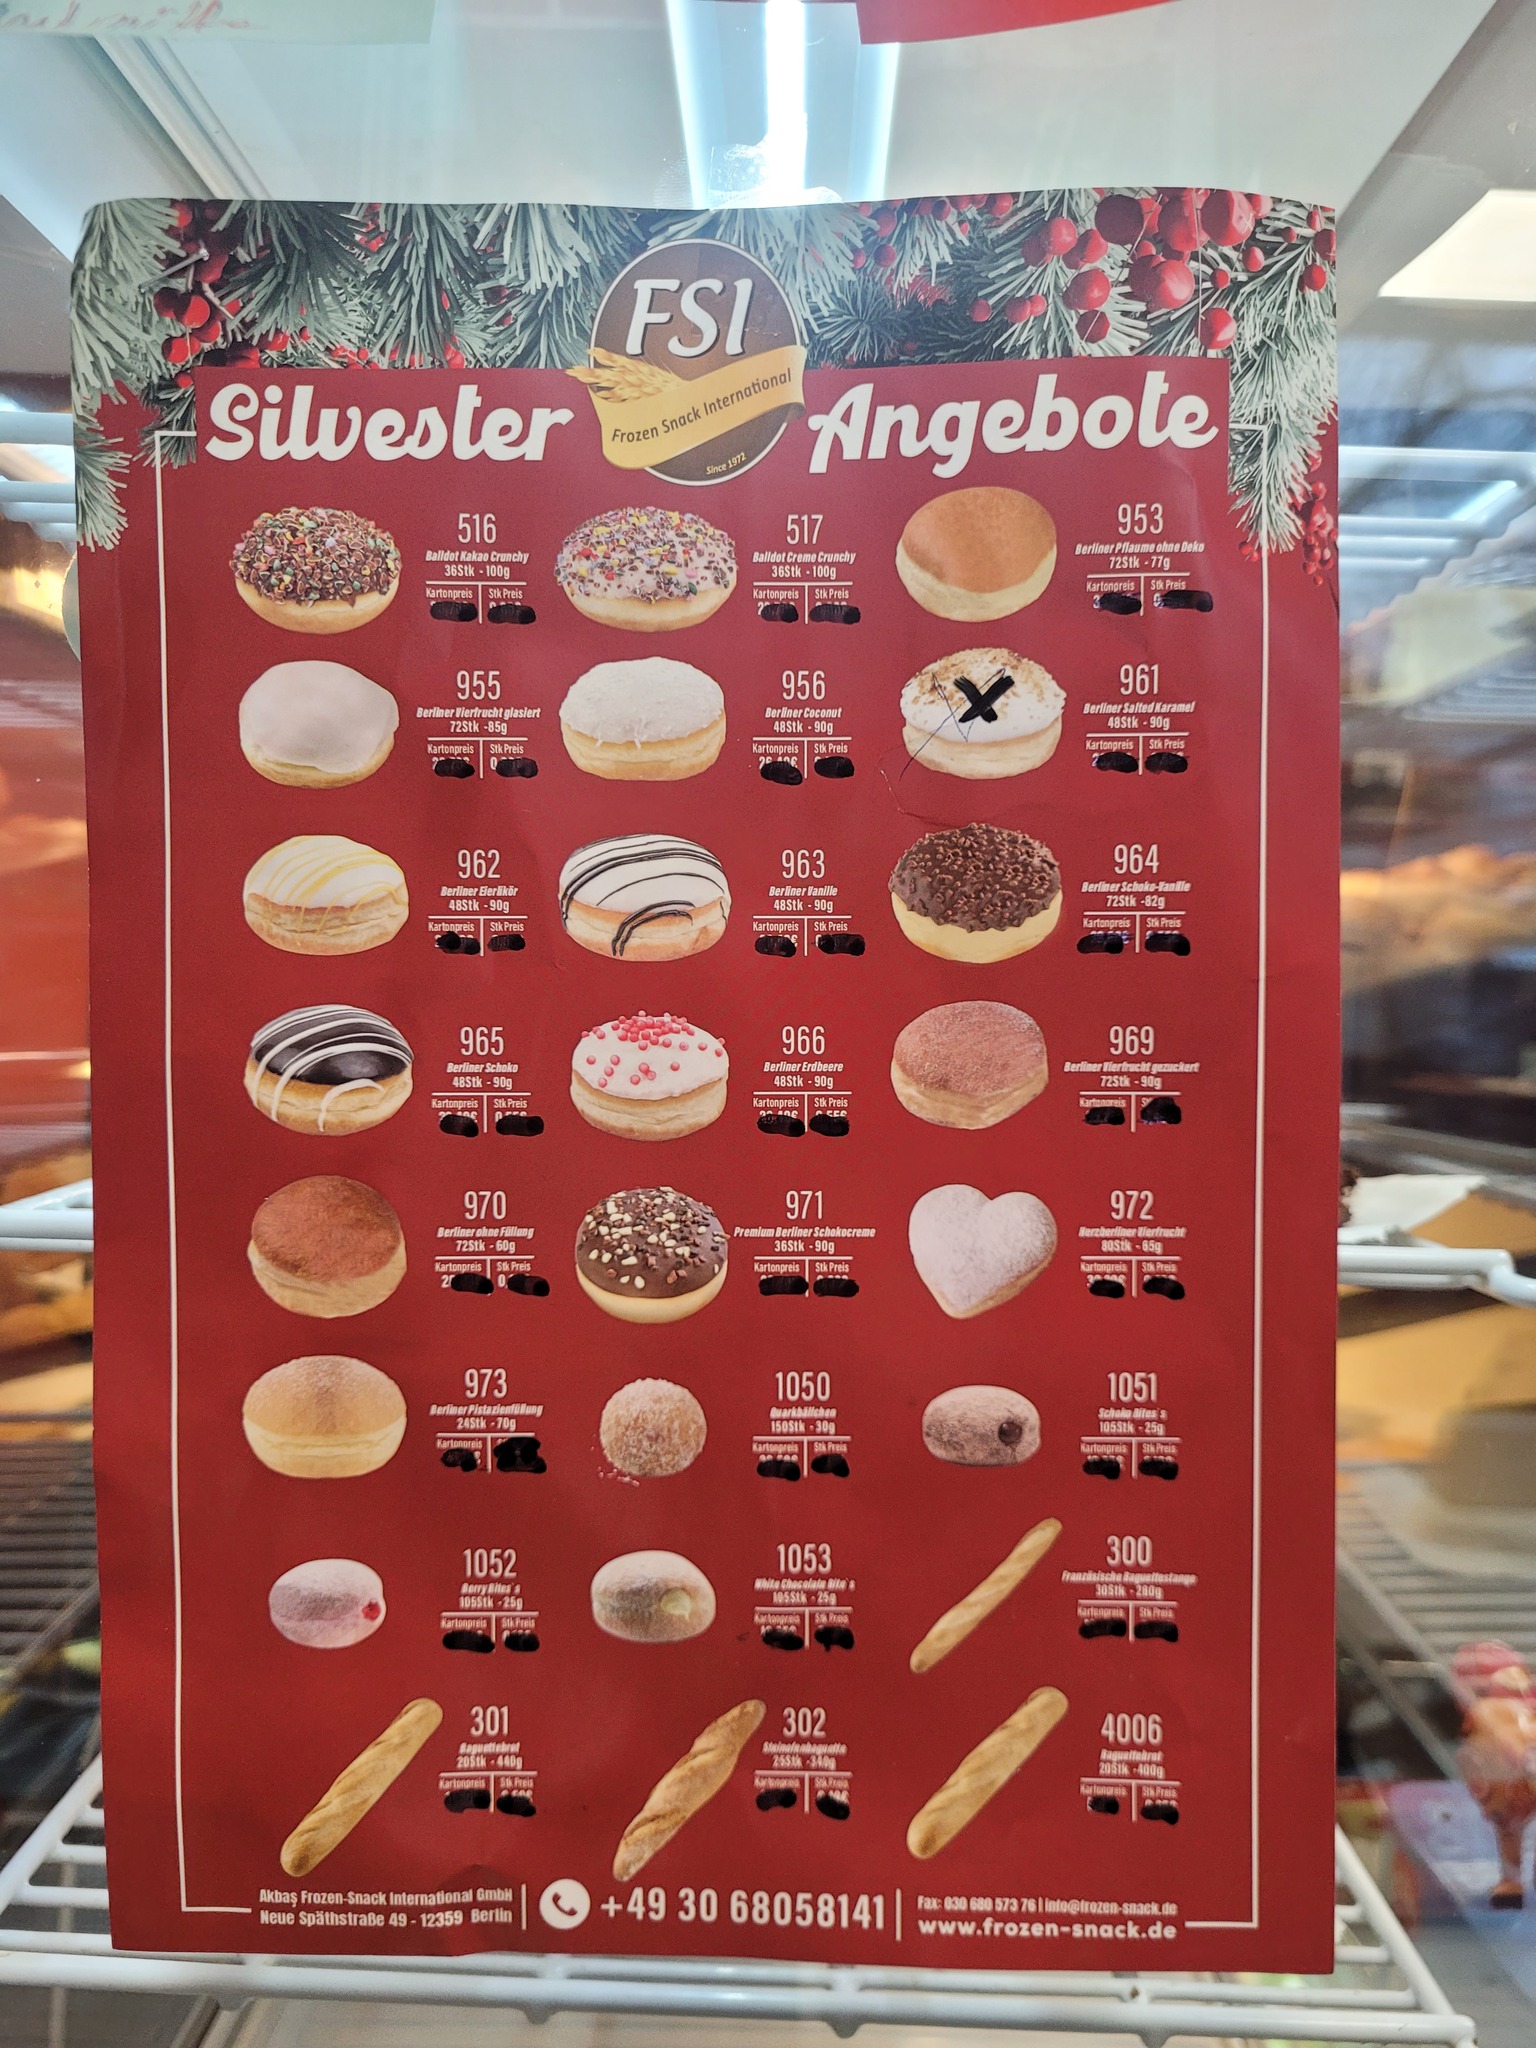 FSI
Frozen Snack International
Since 1972
Silvester Angebote
516
Balldot Kakao Crunchy
36Stk - 100g
Kartonpreis Stk Preis
517
Balldot Creme Crunchy
36Stk - 100g
Kartonpreis Stk Preis
953
Berliner Pflaume ohne Deko
72Stk - 77g
Kartonpreis Stk Preis
955
Berliner Vierfrucht glasiert
72Stk -85g
Kartonpreis Stk Preis
956
Berliner Coconut
48Stk - 90g
Kartonpreis Stk Preis
961
Berliner Salted Karamel
48Stk - 90g
Kartonpreis Stk Preis
962
Berliner Eierlikör
48Stk - 90g
Kartonpreis Stk Preis
963
Berliner Vanille
48Stk - 90g
Kartonpreis Stk Preis
964
Berliner Schoko-Vanille
72Stk -82g
Kartonpreis Stk Preis
965
Berliner Schoko
48Stk - 90g
Kartonpreis Stk Preis
966
Berliner Erdbeere
48Stk - 90g
Kartonpreis Stk Preis
969
Berliner Vierfrucht gezuckert
72Stk - 90g
Kartonpreis
970
Berliner ohne Füllung
72Stk - 60g
Kartonpreis Stk Preis
971
Premium Berliner Schokocreme
36Stk - 90g
Kartonpreis Stk Preis
972
Herzberliner Vierfrucht
80Stk - 65g
Kartonpreis Stk Preis
973
Berliner Pistazienfüllung
24Stk - 70g
Kartonpreis
1050
Quarkbällchen
150Stk - 30g
Kartonpreis Stk Preis
1051
Schoko Bites´s
105Stk - 25g
Kartonpreis Stk Preis
1052
Berry Bites´s
105Stk - 25g
Kartonpreis Stk Preis
1053
White Chocolate Bite´s
105Stk - 25g
Kartonpreis Stk Preis
300
Französische Baguettestange
30Stk - 280g
Kartonpreis Stk Preis
301
Baguettebrot
20Stk - 440g
Kartonpreis Stk Preis
302
Steinofenbaguette
25Stk -340g
Kartonpreis Stk Preis
4006
Baguettebrot
20Stk -400g
Kartonpreis Stk Preis
Akbaş Frozen-Snack International GmbH
Neue Späthstraße 49 - 12359 Berlin
+49 30 68058141
Fax: 030 680 573 76 | info@frozen-snack.de
www.frozen-snack.de